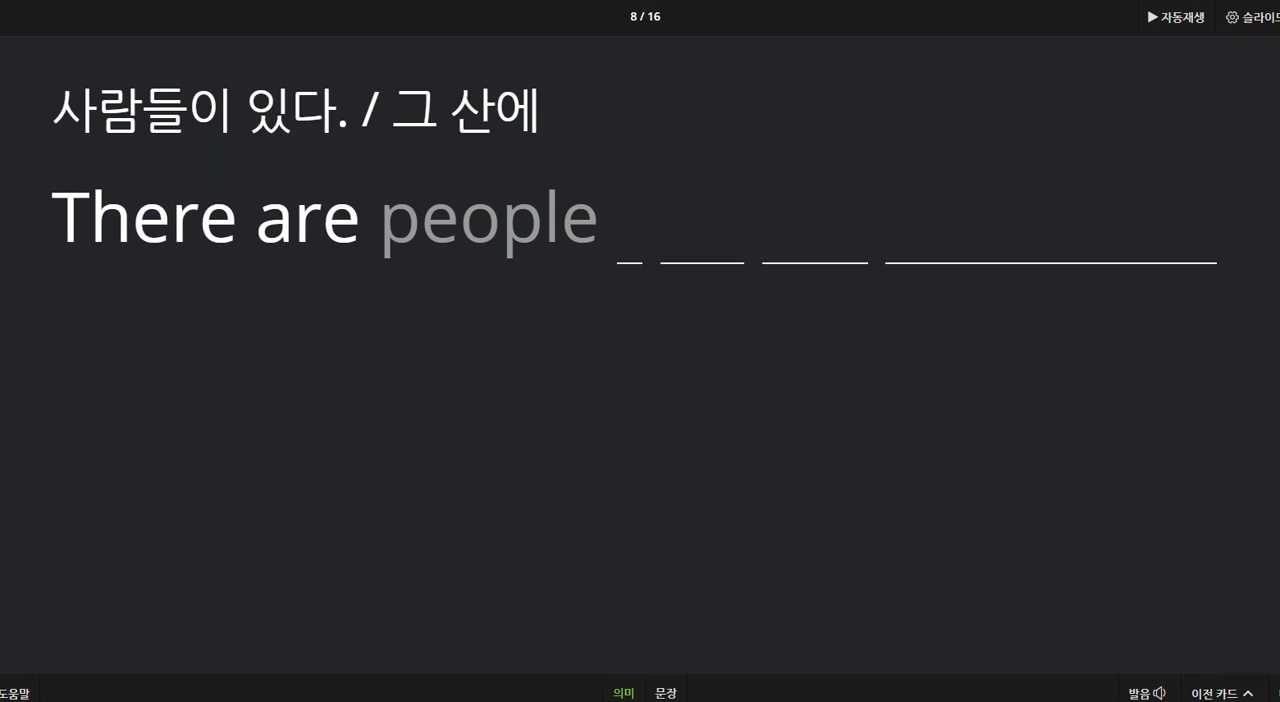 8 / 16
▶ 자동재생
슬라이드
사람들이 있다. / 그 산에
There are people _ _ _ _
도움말
의미
문장
발음
이전 카드